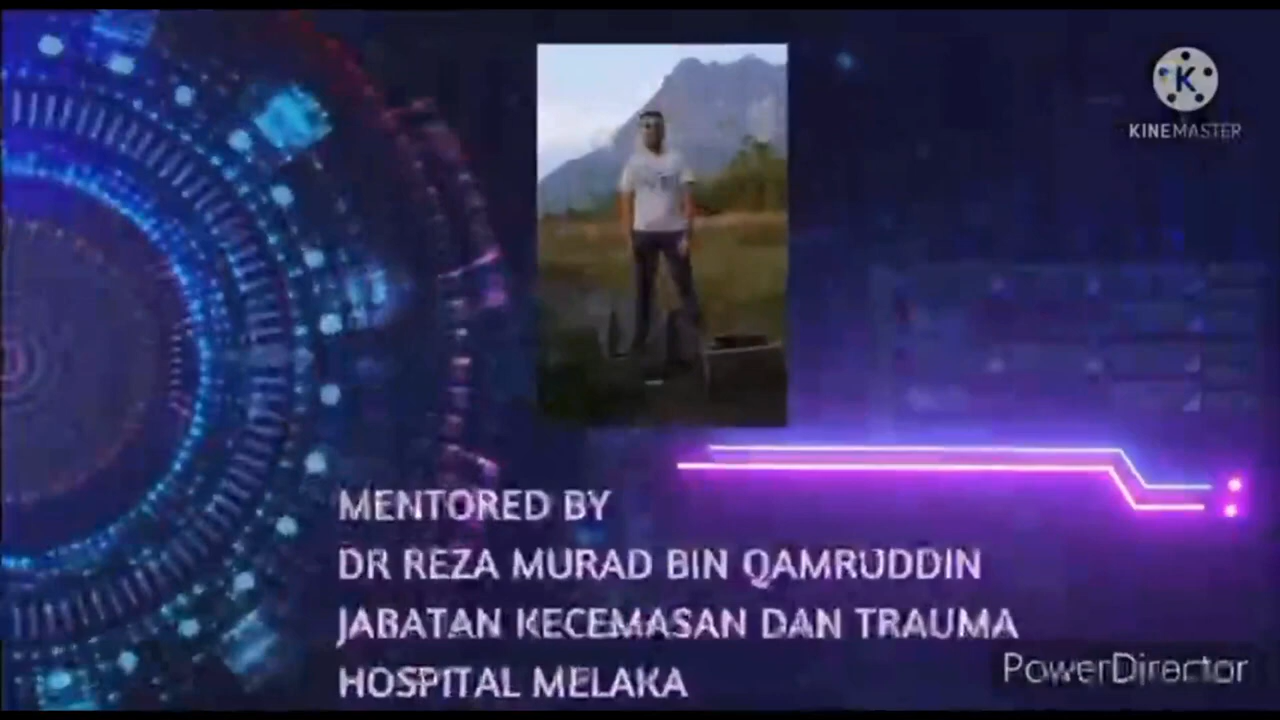 KINEMASTER
MENTORED BY
DR REZA MURAD BIN QAMRUDDIN
JABATAN KECEMASAN DAN TRAUMA
HOSPITAL MELAKA
PowerDirector